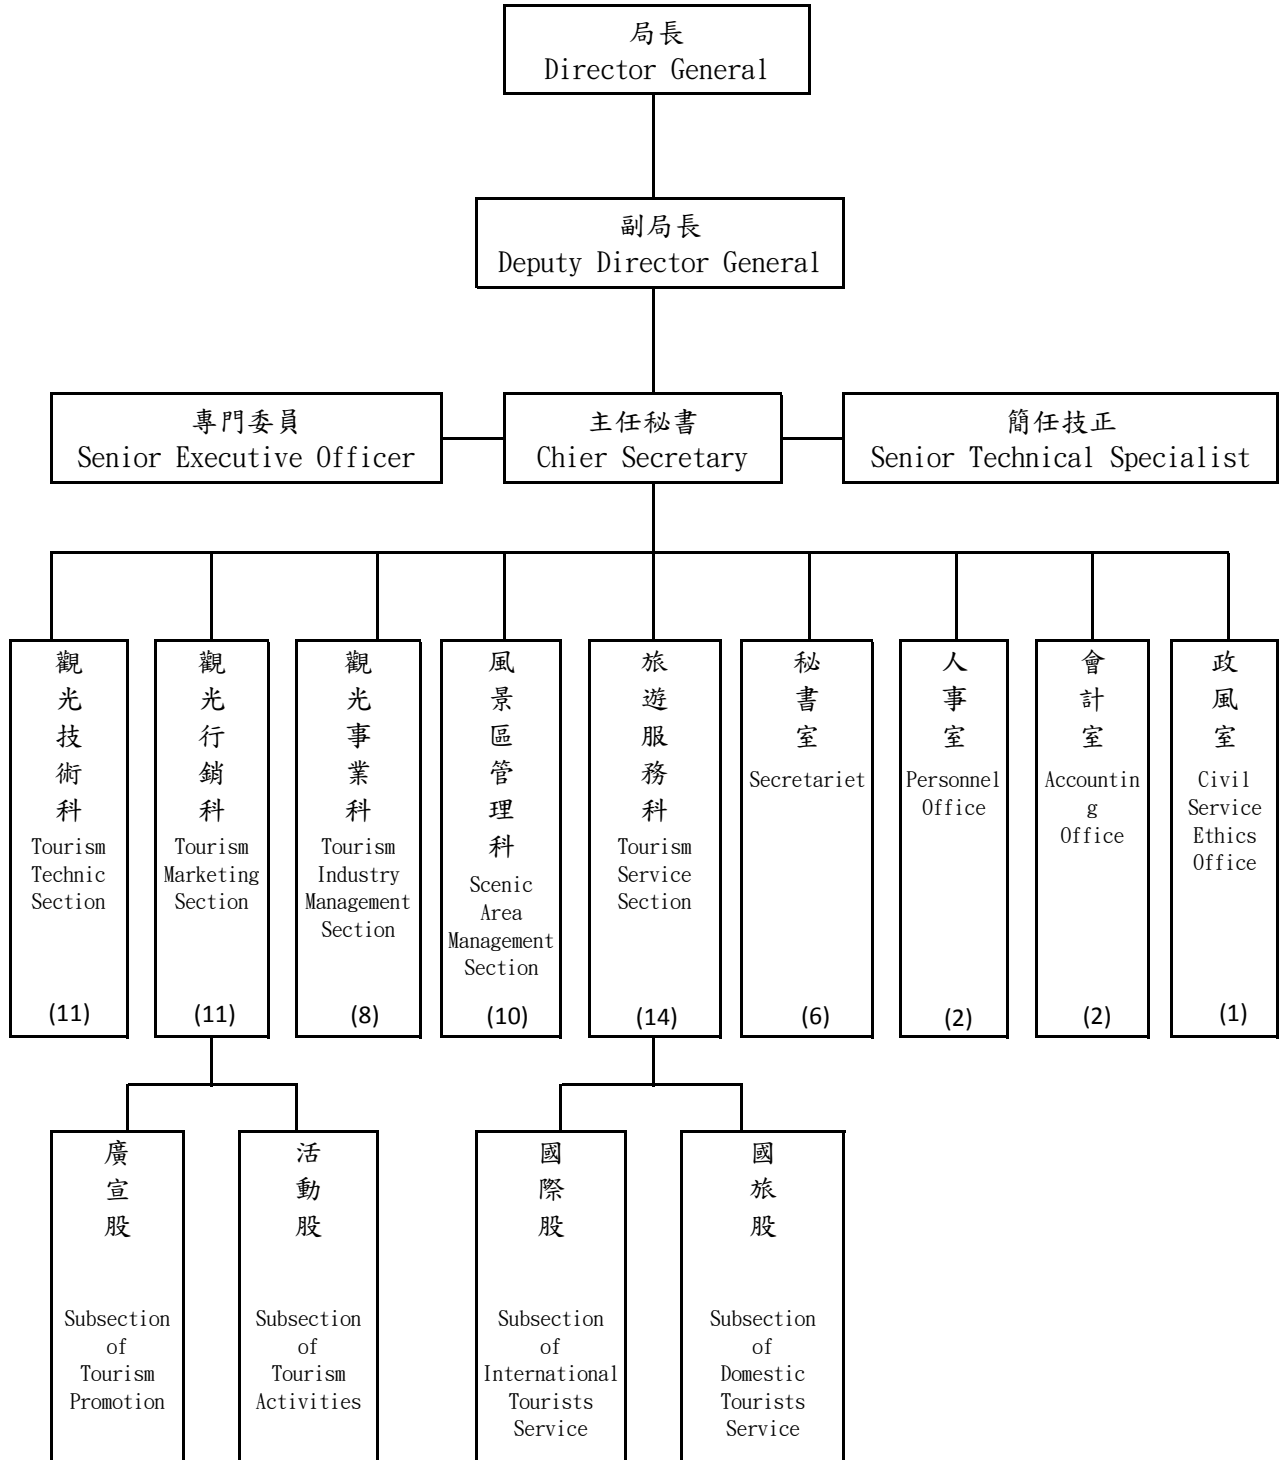 局長
Director General
副局長
Deputy Director General
專門委員
Senior Executive Officer
主任秘書
Chier Secretary
簡任技正
Senior Technical Specialist
觀光技術科
Tourism
Technic
Section
(11)
觀光行銷科
Tourism
Marketing
Section
(11)
觀光事業科
Tourism
Industry
Management
Section
(8)
風景區管理科
Scenic
Area
Management
Section
(10)
旅遊服務科
Tourism
Service
Section
(14)
秘書室
Secretariet
(6)
人事室
Personnel
Office
(2)
會計室
Accountin
g
Office
(2)
政風室
Civil
Service
Ethics
Office
(1)
廣宣股
Subsection
of
Tourism
Promotion
活動股
Subsection
of
Tourism
Activities
國際股
Subsection
of
International
Tourists
Service
國旅股
Subsection
of
Domestic
Tourists
Service